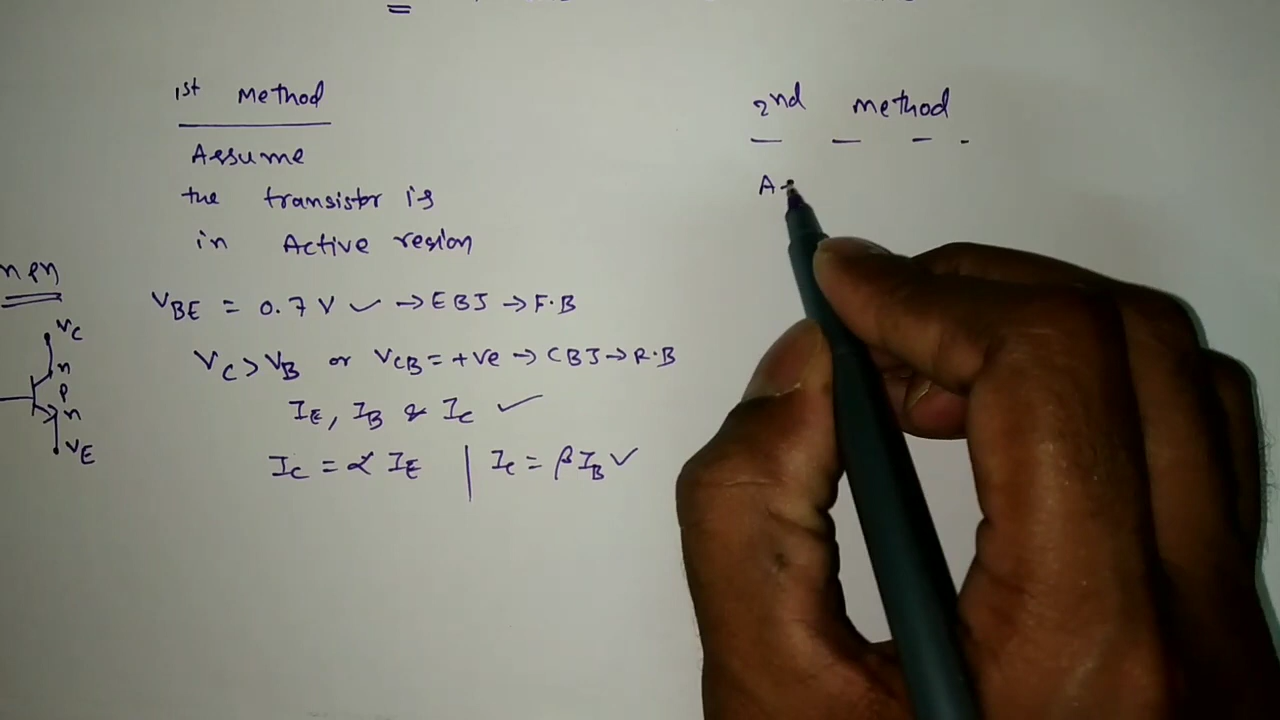 1st Method
Assume
the transistor is
in Active region
VBE = 0.7 V ✓ → EBJ → F.B
VC > VB or VCB = +ve → CBJ → R.B
IE, IB & IC ✓
IC = α IE | IC = β IB ✓
npn
VC
n
p
n
VE
2nd method
A